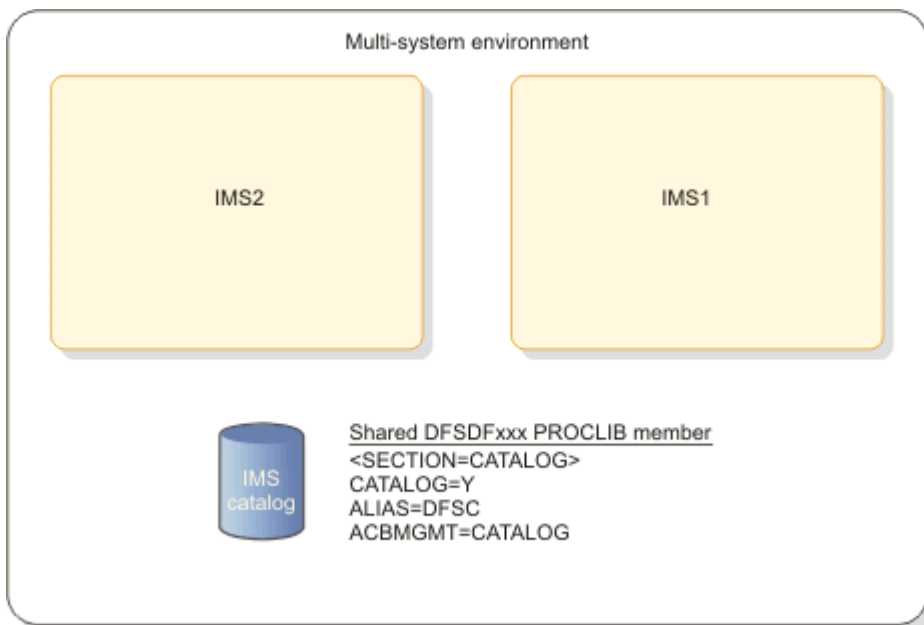 Multi-system environment
IMS2
IMS1
IMS
catalog
Shared DFSDFxxx PROCLIB member
<SECTION=CATALOG>
CATALOG=Y
ALIAS=DFSC
ACBMGMT=CATALOG